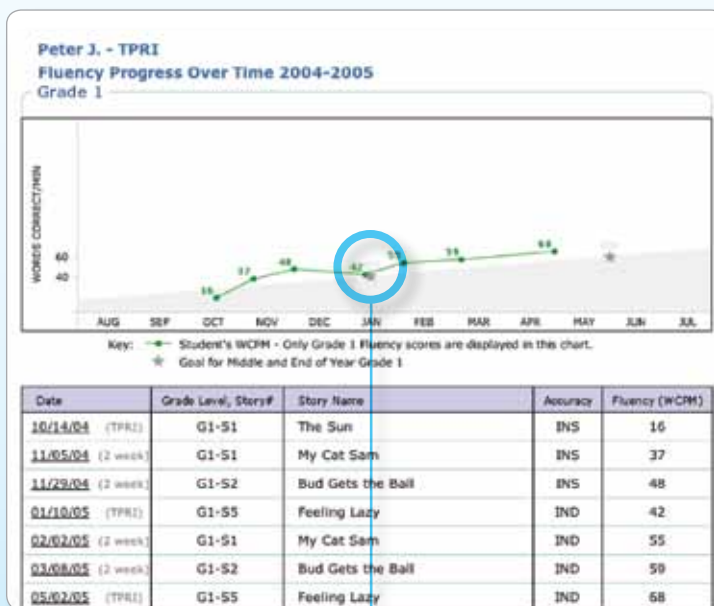 Peter J. - TPRI
Fluency Progress Over Time 2004-2005
Grade 1
WORDS CORRECT/MIN
60
40
16
37
48
42
55
59
68
AUG SEP OCT NOV DEC JAN FEB MAR APR MAY JUN JUL
Key: Student's WCPM - Only Grade 1 Fluency scores are displayed in this chart.
Goal for Middle and End of Year Grade 1
Date Grade Level, Story# Story Name Accuracy Fluency (WCPM)
10/14/04 (TPRI) G1-S1 The Sun INS 16
11/05/04 (2 week) G1-S1 My Cat Sam INS 37
11/29/04 (2 week) G1-S2 Bud Gets the Ball INS 48
01/10/05 (TPRI) G1-S5 Feeling Lazy IND 42
02/02/05 (2 week) G1-S1 My Cat Sam IND 55
03/08/05 (2 week) G1-S2 Bud Gets the Ball IND 59
05/02/05 (TPRI) G1-S5 Feeling Lazy IND 68